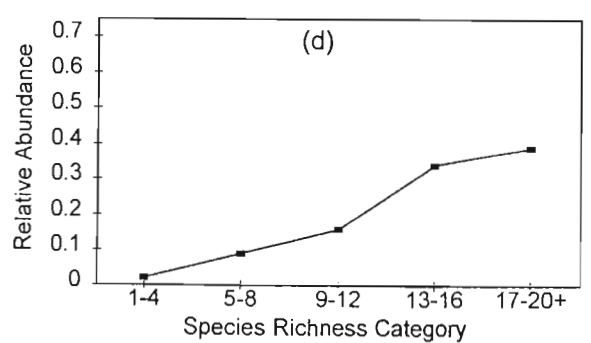 (d)
Relative Abundance
0.7
0.6
0.5
0.4
0.3
0.2
0.1
0
1-4 5-8 9-12 13-16 17-20+
Species Richness Category